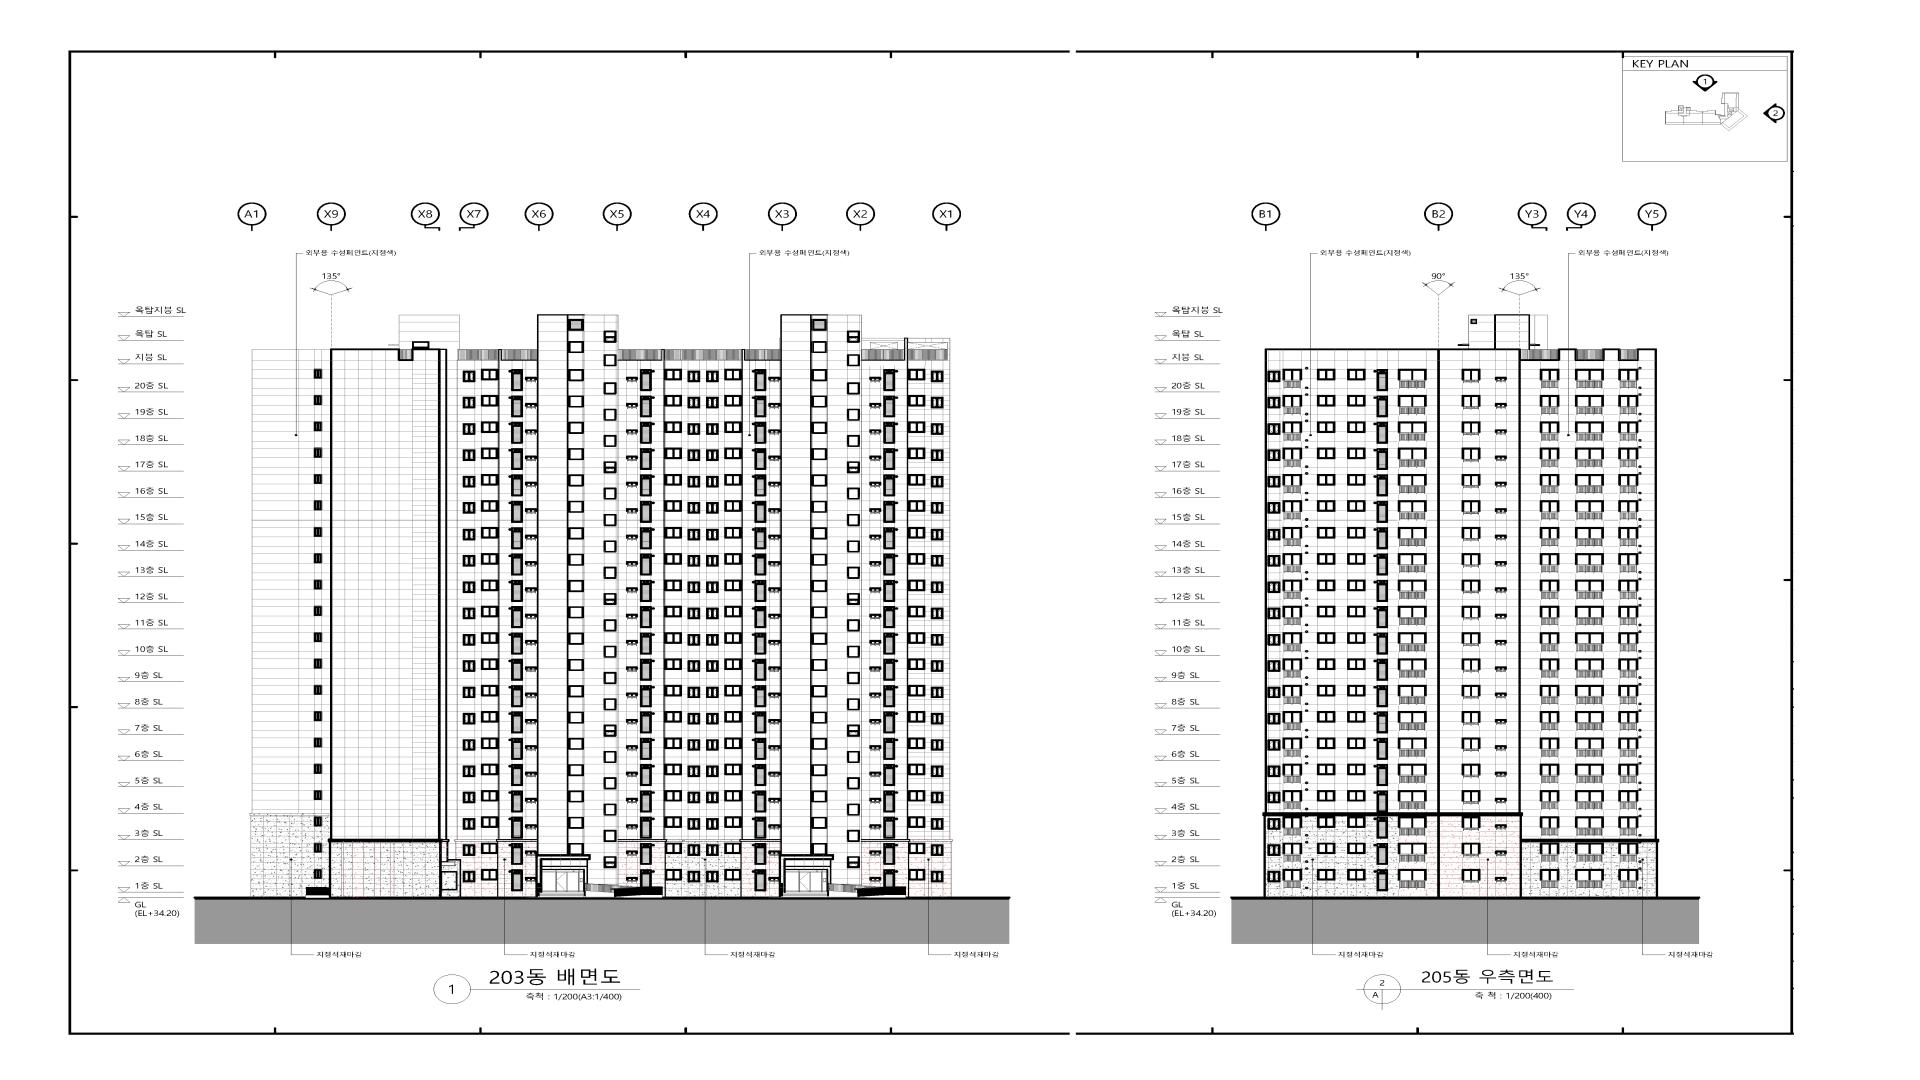 KEY PLAN
1
2
A1 X9 X8 X7 X6 X5 X4 X3 X2 X1
외부용 수성페인트(지정색) 외부용 수성페인트(지정색)
135°
옥탑지붕 SL
옥탑 SL
지붕 SL
20층 SL
19층 SL
18층 SL
17층 SL
16층 SL
15층 SL
14층 SL
13층 SL
12층 SL
11층 SL
10층 SL
9층 SL
8층 SL
7층 SL
6층 SL
5층 SL
4층 SL
3층 SL
2층 SL
1층 SL
GL
(EL+34.20)
지정석재마감 지정석재마감 지정석재마감 지정석재마감
1 203동 배면도
축척 : 1/200(A3:1/400)
B1 B2 Y3 Y4 Y5
외부용 수성페인트(지정색) 외부용 수성페인트(지정색)
90° 135°
옥탑지붕 SL
옥탑 SL
지붕 SL
20층 SL
19층 SL
18층 SL
17층 SL
16층 SL
15층 SL
14층 SL
13층 SL
12층 SL
11층 SL
10층 SL
9층 SL
8층 SL
7층 SL
6층 SL
5층 SL
4층 SL
3층 SL
2층 SL
1층 SL
GL
(EL+34.20)
지정석재마감 지정석재마감 지정석재마감
2
A
205동 우측면도
축 척 : 1/200(400)